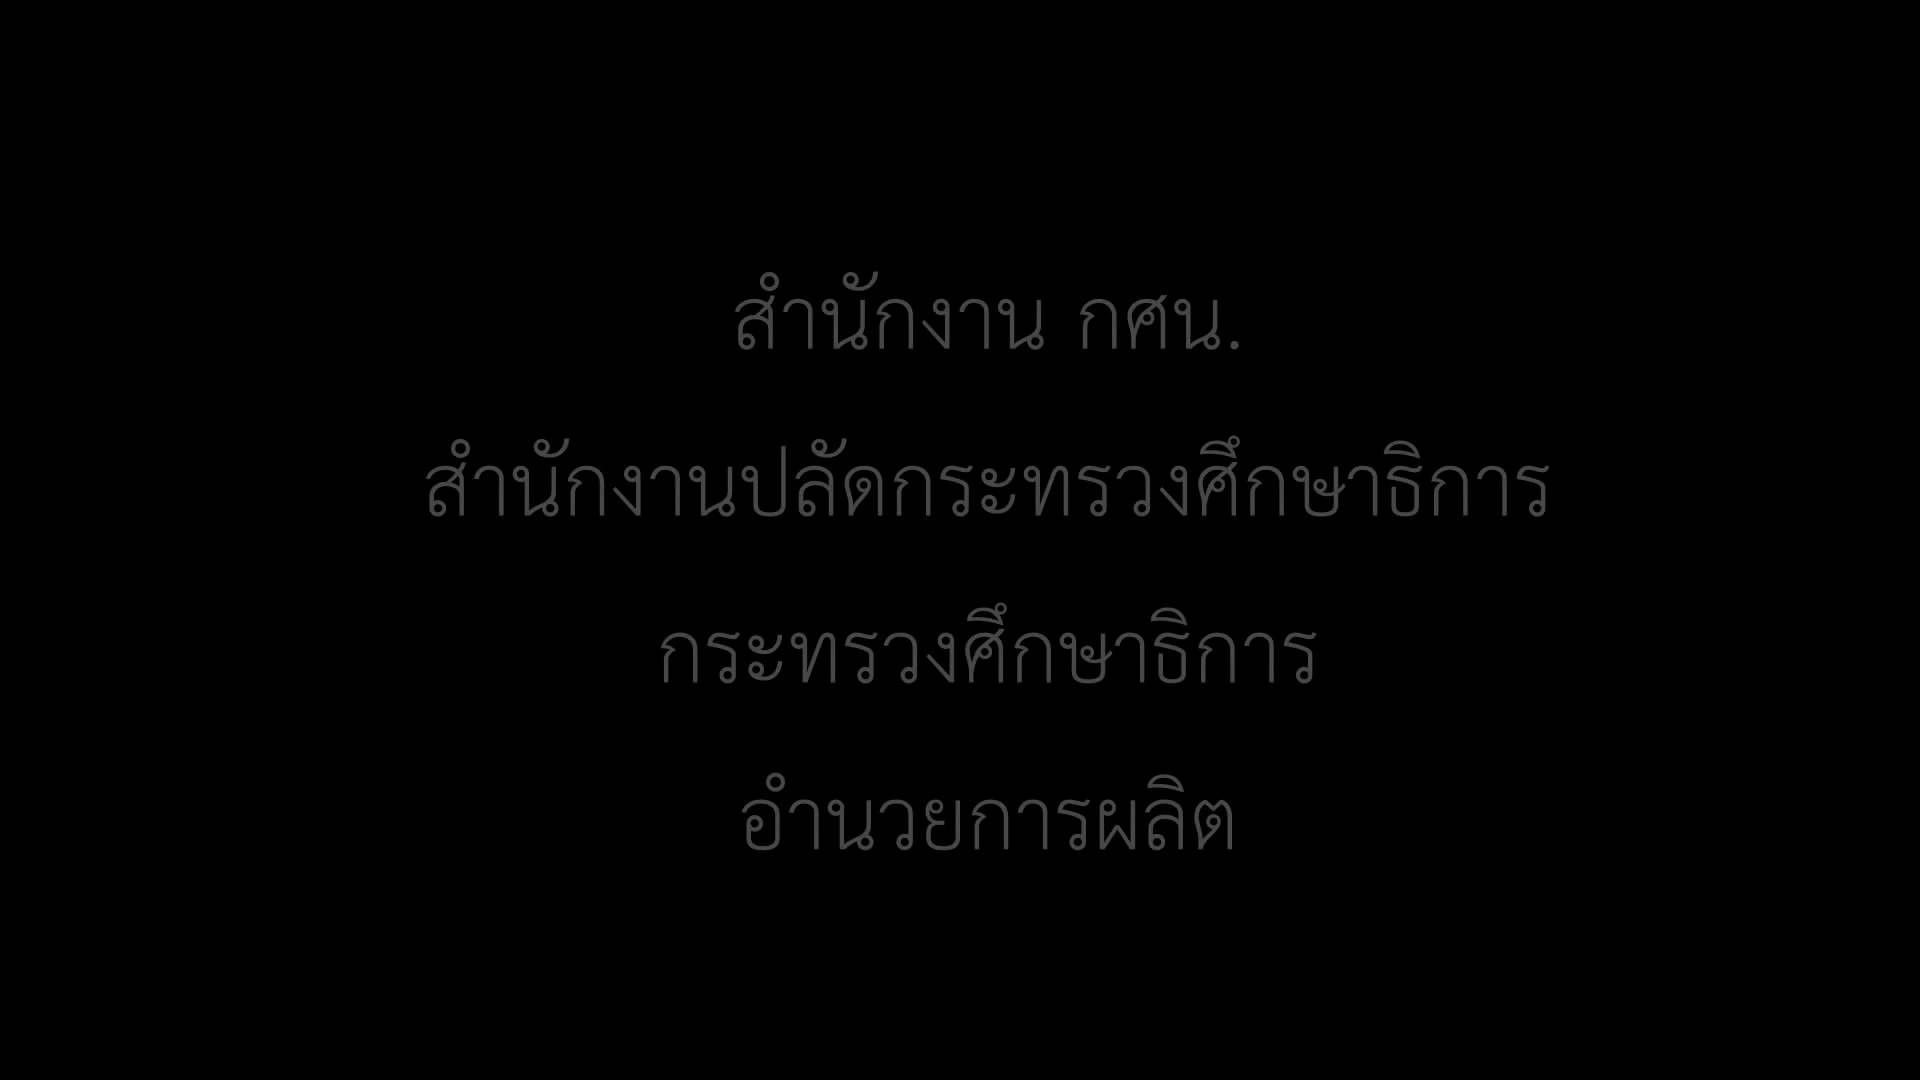 สำนักงาน กศน.
สำนักงานปลัดกระทรวงศึกษาธิการ
กระทรวงศึกษาธิการ
อำนวยการผลิต